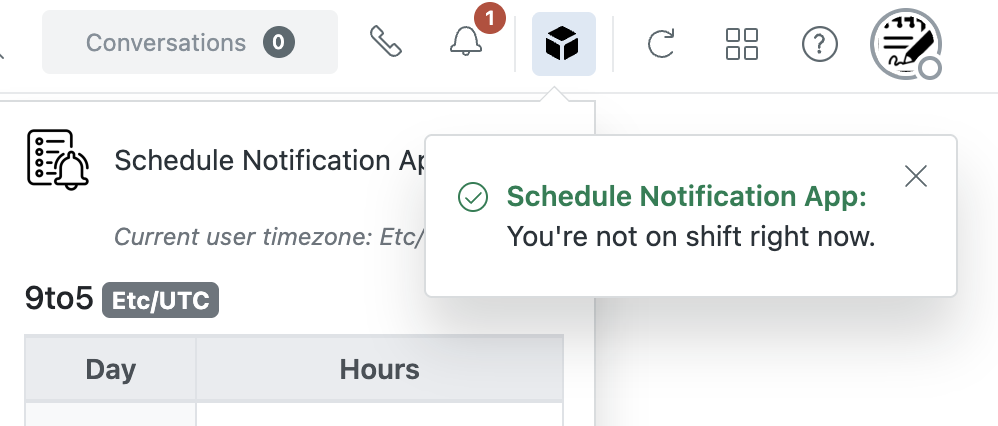 Conversations 0
1
Schedule Notification Ap
Schedule Notification App:
You're not on shift right now.
Current user timezone: Etc/
9to5 Etc/UTC
Day Hours